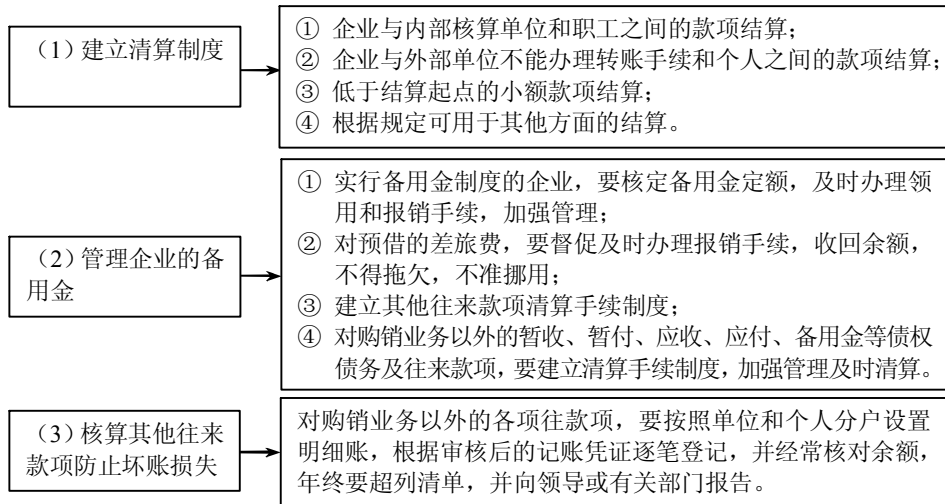 （1）建立清算制度
① 企业与内部核算单位和职工之间的款项结算；
② 企业与外部单位不能办理转账手续和个人之间的款项结算；
③ 低于结算起点的小额款项结算；
④ 根据规定可用于其他方面的结算。
（2）管理企业的备
用金
① 实行备用金制度的企业，要核定备用金定额，及时办理领
用和报销手续，加强管理；
② 对预借的差旅费，要督促及时办理报销手续，收回余额，
不得拖欠，不准挪用；
③ 建立其他往来款项清算手续制度；
④ 对购销业务以外的暂收、暂付、应收、应付、备用金等债权
债务及往来款项，要建立清算手续制度，加强管理及时清算。
（3）核算其他往来
款项防止坏账损失
对购销业务以外的各项往款项，要按照单位和个人分户设置
明细账，根据审核后的记账凭证逐笔登记，并经常核对余额，
年终要超列清单，并向领导或有关部门报告。